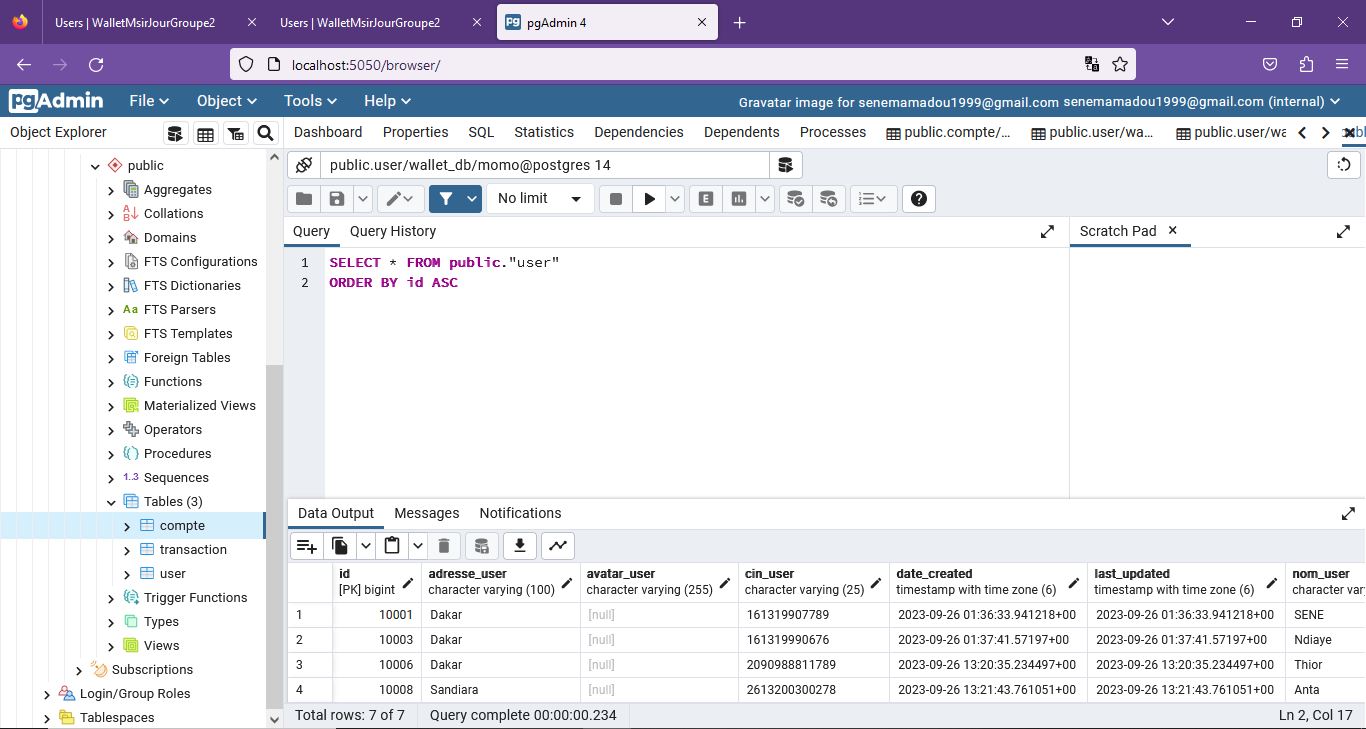 Users | WalletMsirJourGroupe2
Users | WalletMsirJourGroupe2
pgAdmin 4
localhost:5050/browser/
pgAdmin File Object Tools Help Gravatar image for senemamadou1999@gmail.com senemamadou1999@gmail.com (internal)
Object Explorer
Dashboard Properties SQL Statistics Dependencies Dependents Processes public.compte/... public.user/wa... public.user/wa
public
Aggregates
Collations
Domains
FTS Configurations
FTS Dictionaries
Aa FTS Parsers
FTS Templates
Foreign Tables
Functions
Materialized Views
Operators
Procedures
1..3 Sequences
Tables (3)
compte
transaction
user
Trigger Functions
Types
Views
Subscriptions
Login/Group Roles
Tablespaces
public.user/wallet_db/momo@postgres 14
No limit
E
Query Query History
Scratch Pad
1 SELECT * FROM public."user"
2 ORDER BY id ASC
Data Output Messages Notifications
id adresse_user avatar_user cin_user date_created last_updated nom_user
[PK] bigint character varying (100) character varying (255) character varying (25) timestamp with time zone (6) timestamp with time zone (6) character var
1 10001 Dakar [null] 161319907789 2023-09-26 01:36:33.941218+00 2023-09-26 01:36:33.941218+00 SENE
2 10003 Dakar [null] 161319990676 2023-09-26 01:37:41.57197+00 2023-09-26 01:37:41.57197+00 Ndiaye
3 10006 Dakar [null] 2090988811789 2023-09-26 13:20:35.234497+00 2023-09-26 13:20:35.234497+00 Thior
4 10008 Sandiara [null] 2613200300278 2023-09-26 13:21:43.761051+00 2023-09-26 13:21:43.761051+00 Anta
Total rows: 7 of 7 Query complete 00:00:00.234
Ln 2, Col 17